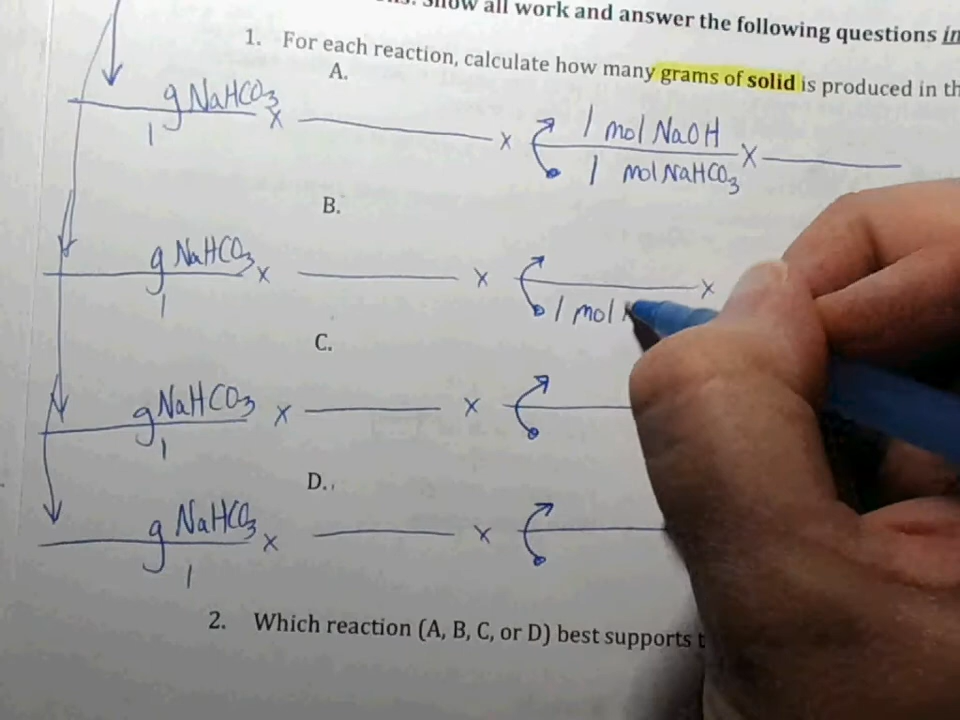 Show all work and answer the following questions
1. For each reaction, calculate how many grams of solid is produced in
A.
g NaHCO3 x x 1 mol NaOH x
1 1 mol NaHCO3
B.
g NaHCO3 x x x
1 1 mol
C.
g NaHCO3 x x
1
D.
g NaHCO3 x x
1
2. Which reaction (A, B, C, or D) best supports